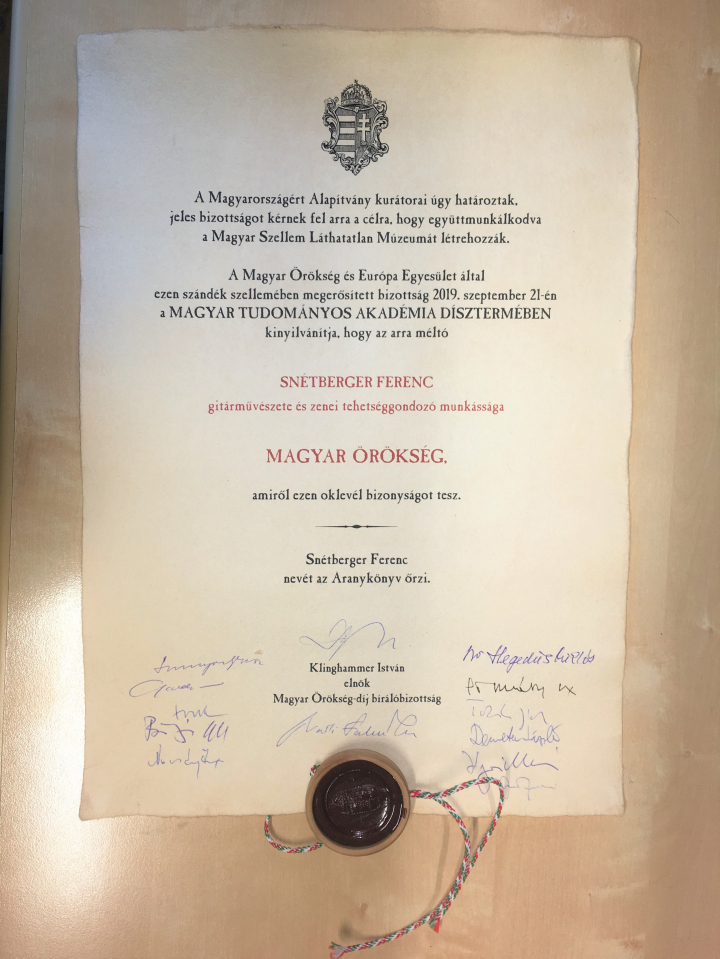 A Magyarországért Alapítvány kurátorai úgy határoztak,
jeles bizottságot kérnek fel arra a célra, hogy együttmunkálkodva
a Magyar Szellem Láthatatlan Múzeumát létrehozzák.
A Magyar Örökség és Európa Egyesület által
ezen szándék szellemében megerősített bizottság 2019. szeptember 21-én
a MAGYAR TUDOMÁNYOS AKADÉMIA DÍSZTERMÉBEN
kinyilvánítja, hogy az arra méltó
SNÉTBERGER FERENC
gitárművészete és zenei tehetséggondozó munkássága
MAGYAR ÖRÖKSÉG,
amiről ezen oklevél bizonyságot tesz.
Snétberger Ferenc
nevét az Aranykönyv őrzi.
Klinghammer István
elnök
Magyar Örökség-díj bírálóbizottság